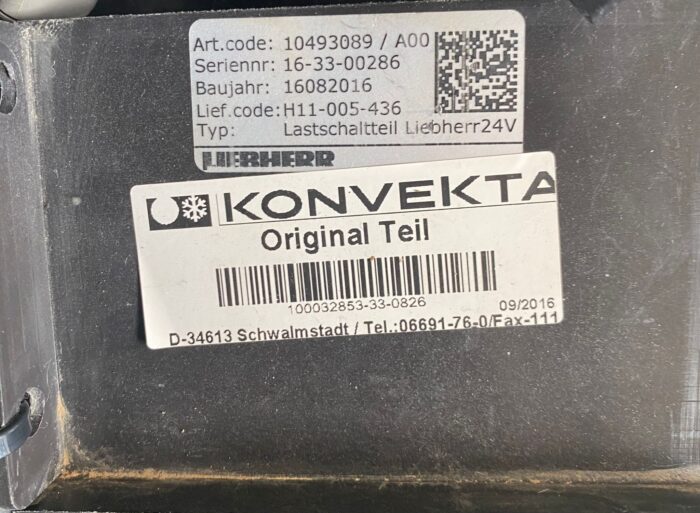 Art.code: 10493089 / A00
Seriennr: 16-33-00286
Baujahr: 16082016
Lief.code: H11-005-436
Typ: Lastschaltteil Liebherr24V
LIEBHERR
KONVEKTA
Original Teil
100032853-33-0826
09/2016
D-34613 Schwalmstadt / Tel.:06691-76-0/Fax-111